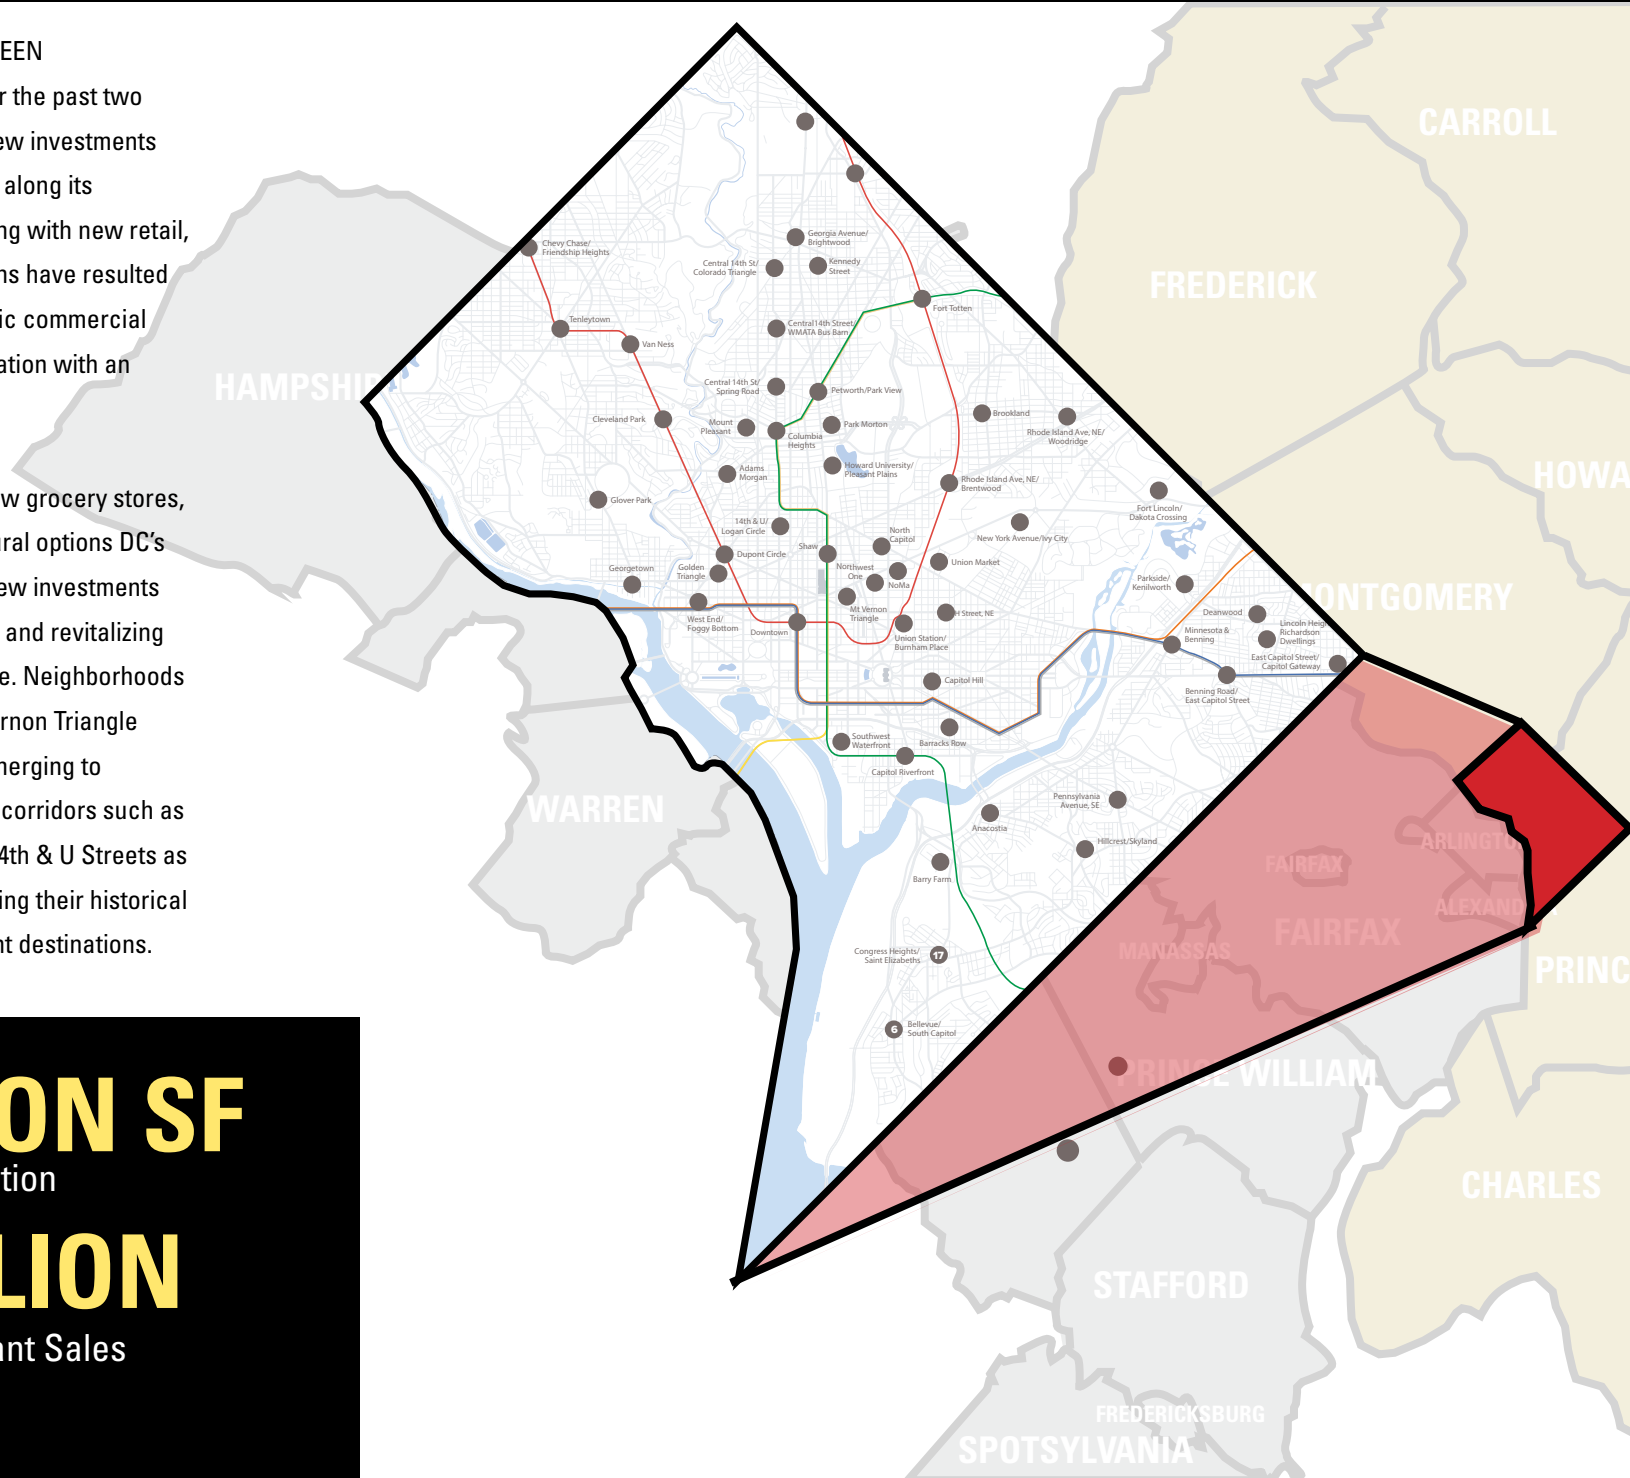 EEN
r the past two
ew investments
along its
ng with new retail,
ns have resulted
ic commercial
ation with an
w grocery stores,
ural options DC's
ew investments
and revitalizing
e. Neighborhoods
ernon Triangle
merging to
corridors such as
4th & U Streets as
ing their historical
nt destinations.
ON SF
tion
LION
ant Sales
CARROLL
FREDERICK
HAMPSHI
HOWA
ONTGOMERY
WARREN
ARLINGTO
FAIRFAX
ALEXAND
FAIRFAX
MANASSAS
PRINC
PRINCE WILLIAM
CHARLES
STAFFORD
FREDERICKSBURG
SPOTSYLVANIA
Chevy Chase/
Friendship Heights
Georgia Avenue/
Brightwood
Central 14th St/
Colorado Triangle
Kennedy
Street
Fort Totten
Tenleytown
Van Ness
Central14th Street/
WMATA Bus Barn
Central 14th St/
Spring Road
Petworth/Park View
Cleveland Park
Mount
Pleasant
Columbia
Heights
Park Morton
Brookland
Rhode Island Ave, NE/
Woodridge
Adams
Morgan
Howard University/
Pleasant Plains
Rhode Island Ave, NE/
Brentwood
Glover Park
Fort Lincoln/
Dakota Crossing
14th & U/
Logan Circle
New York Avenue/Ivy City
North
Capitol
Shaw
Dupont Circle
Georgetown
Golden
Triangle
Northwest
One
NoMa
Union Market
Parkside/
Kenilworth
West End/
Foggy Bottom
Downtown
Mt Vernon
Triangle
H Street, NE
Union Station/
Burnham Place
Deanwood
Lincoln Heigh
Richardson
Dwellings
Minnesota &
Benning
East Capitol Street/
Capitol Gateway
Benning Road/
East Capitol Street
Capitol Hill
Southwest
Waterfront
Barracks Row
Capitol Riverfront
Pennsylvania
Avenue, SE
Anacostia
Hillcrest/Skyland
Barry Farm
Congress Heights/
Saint Elizabeths
17
6
Bellevue/
South Capitol